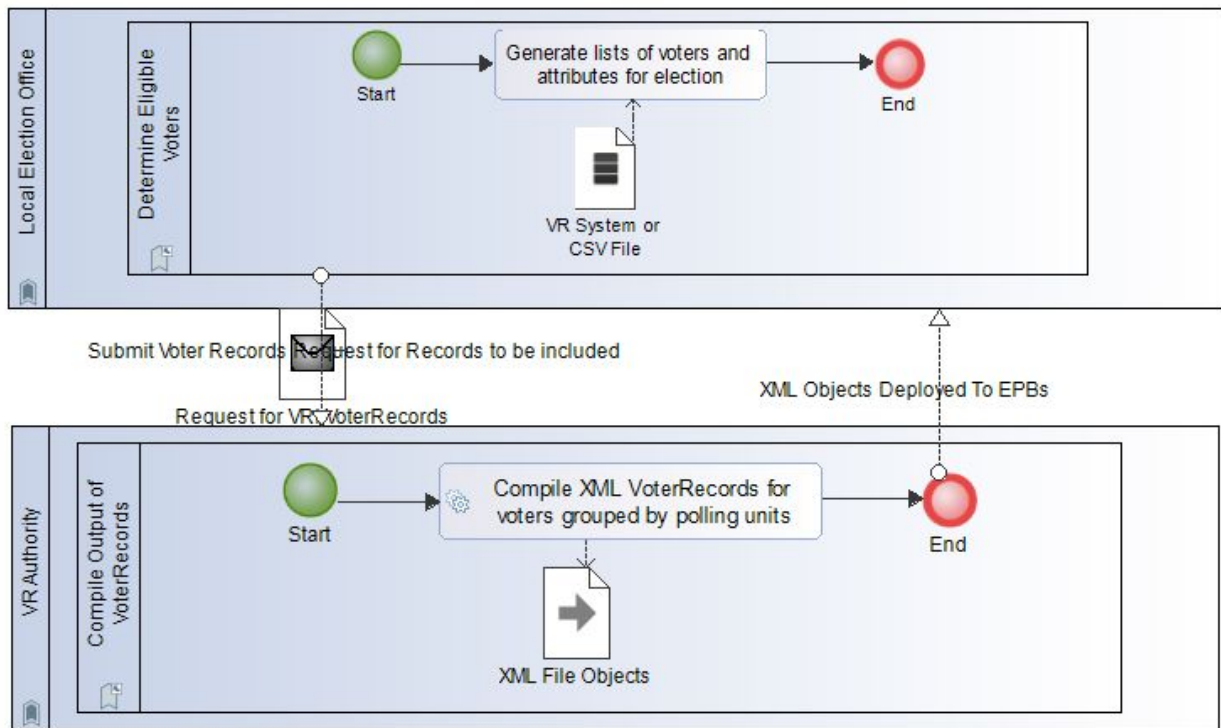 Local Election Office
Determine Eligible
Voters
Start
Generate lists of voters and
attributes for election
End
VR System or
CSV File
Submit Voter Records Request for Records to be included
Request for VR VoterRecords
XML Objects Deployed To EPBs
VR Authority
Compile Output of
VoterRecords
Start
Compile XML VoterRecords for
voters grouped by polling units
End
XML File Objects